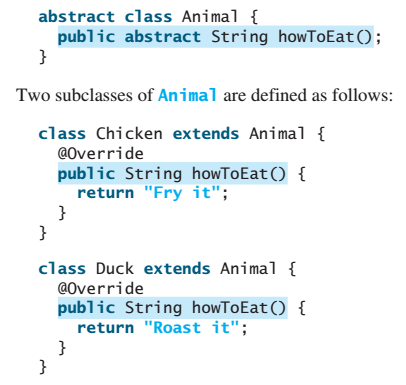 abstract class Animal {
  public abstract String howToEat();
}
Two subclasses of Animal are defined as follows:
class Chicken extends Animal {
  @Override
  public String howToEat() {
    return "Fry it";
  }
}
class Duck extends Animal {
  @Override
  public String howToEat() {
    return "Roast it";
  }
}